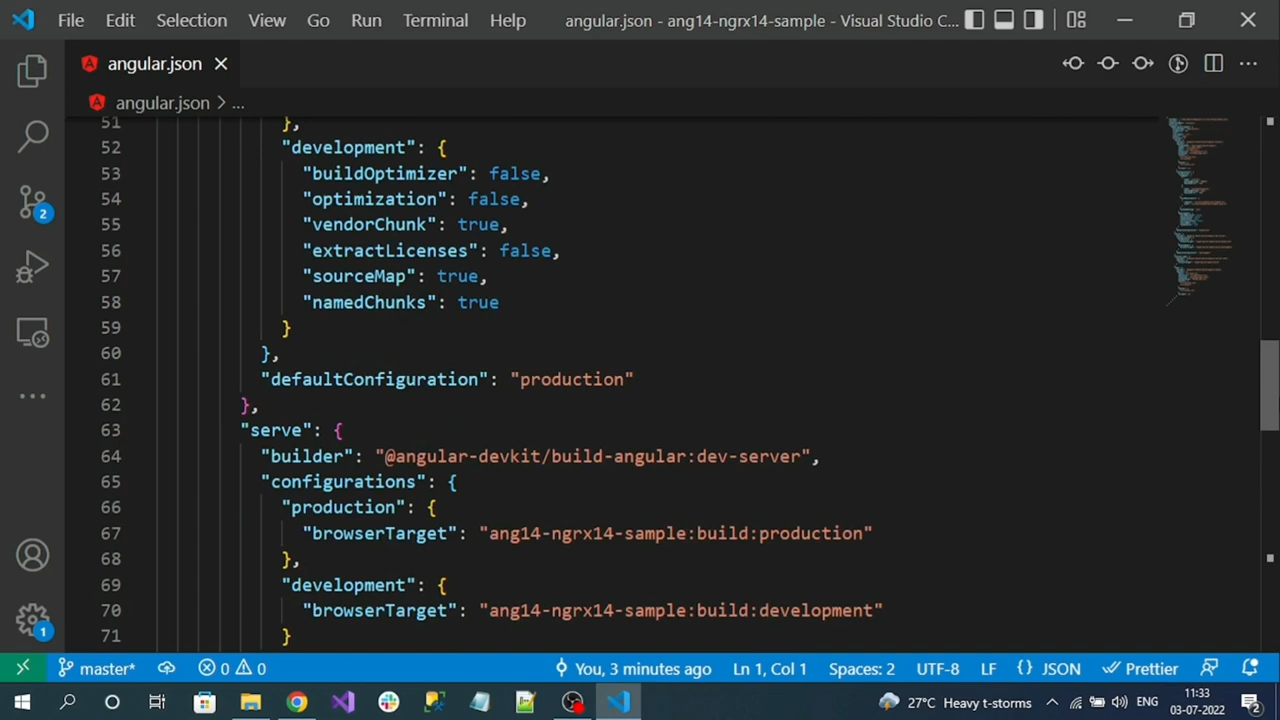 File Edit Selection View Go Run Terminal Help angular.json - ang14-ngrx14-sample - Visual Studio C...
angular.json
angular.json > ...
51 },
52 "development": {
53 "buildOptimizer": false,
54 "optimization": false,
55 "vendorChunk": true,
56 "extractLicenses": false,
57 "sourceMap": true,
58 "namedChunks": true
59 }
60 },
61 "defaultConfiguration": "production"
62 },
63 "serve": {
64 "builder": "@angular-devkit/build-angular:dev-server",
65 "configurations": {
66 "production": {
67 "browserTarget": "ang14-ngrx14-sample:build:production"
68 },
69 "development": {
70 "browserTarget": "ang14-ngrx14-sample:build:development"
71 }
2
1
master* 0 0 You, 3 minutes ago Ln 1, Col 1 Spaces: 2 UTF-8 LF {} JSON Prettier
27°C Heavy t-storms ENG 11:33
03-07-2022 2